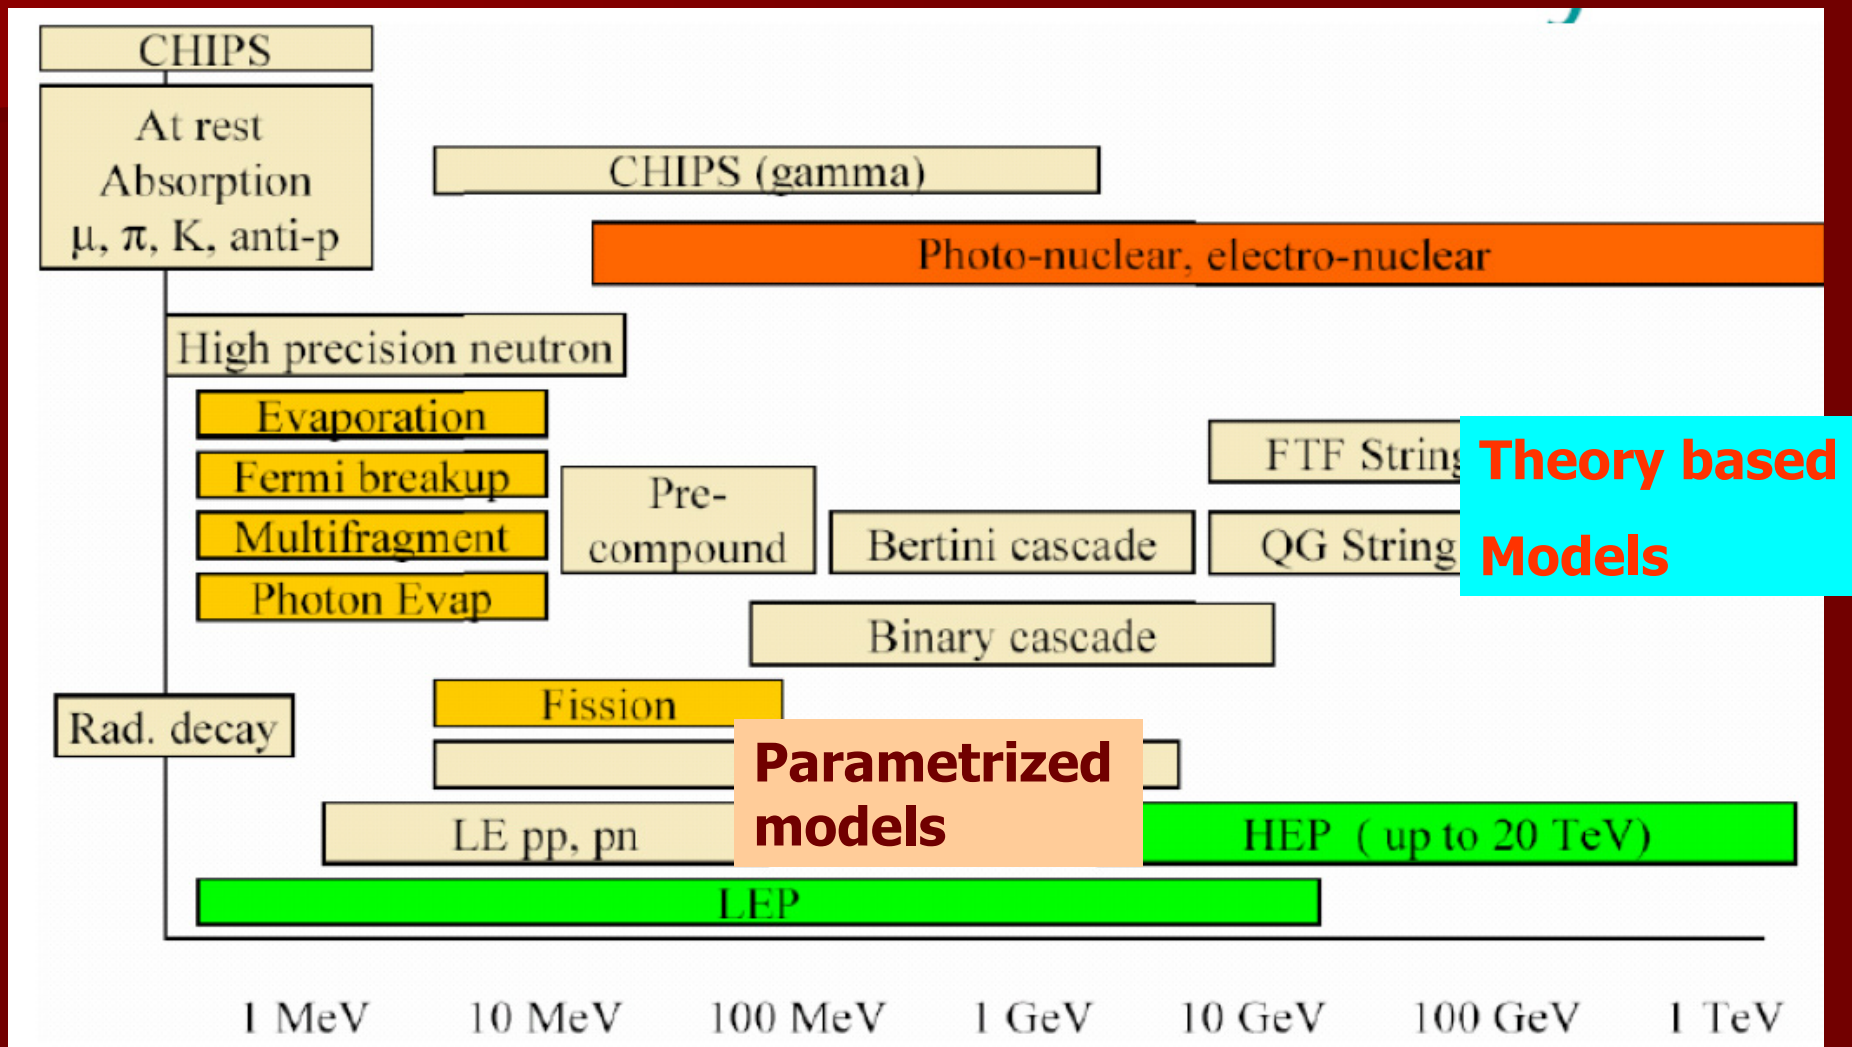 CHIPS
At rest
Absorption
μ, π, K, anti-p
CHIPS (gamma)
Photo-nuclear, electro-nuclear
High precision neutron
Evaporation
Fermi breakup
Multifragment
Photon Evap
Pre-
compound
Bertini cascade
FTF String
QG String
Theory based
Models
Binary cascade
Fission
Rad. decay
Parametrized
models
LE pp, pn
HEP ( up to 20 TeV)
LEP
1 MeV 10 MeV 100 MeV 1 GeV 10 GeV 100 GeV 1 TeV